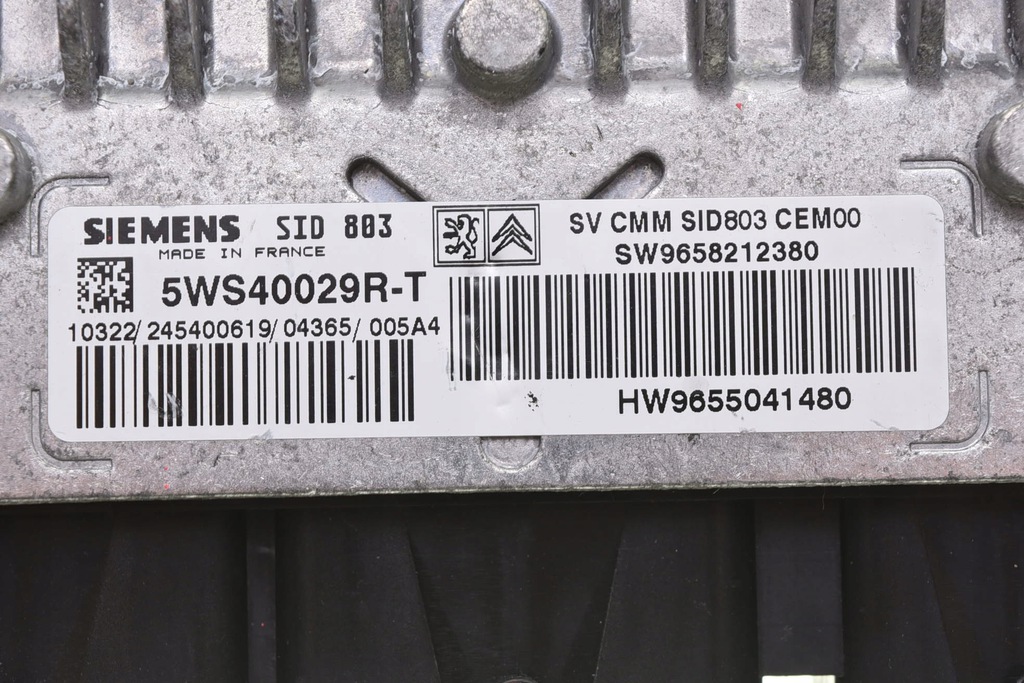 SIEMENS SID 803
MADE IN FRANCE
5WS40029R-T
10322/245400619/04365/005A4
SV CMM SID803 CEM00
SW9658212380
HW9655041480